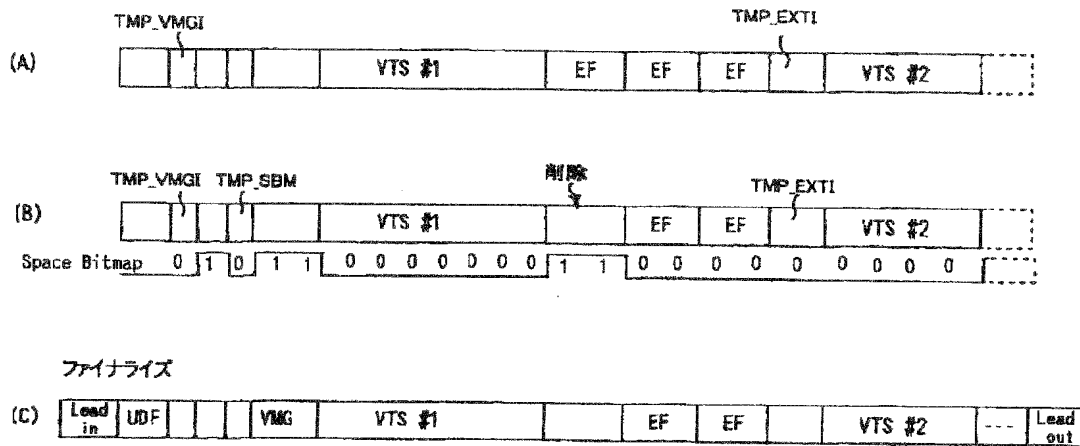 TMP_VMGI TMP_EXTI
(A) VTS #1 EF EF EF VTS #2
TMP_VMGI TMP_SBM 削除 TMP_EXTI
(B) VTS #1 EF EF VTS #2
Space Bitmap 0 1 0 1 1 0 0 0 0 0 0 0 1 1 0 0 0 0 0 0 0 0 0
ファイナライズ
(C) Lead in UDF VMG VTS #1 EF EF VTS #2 --- Lead out